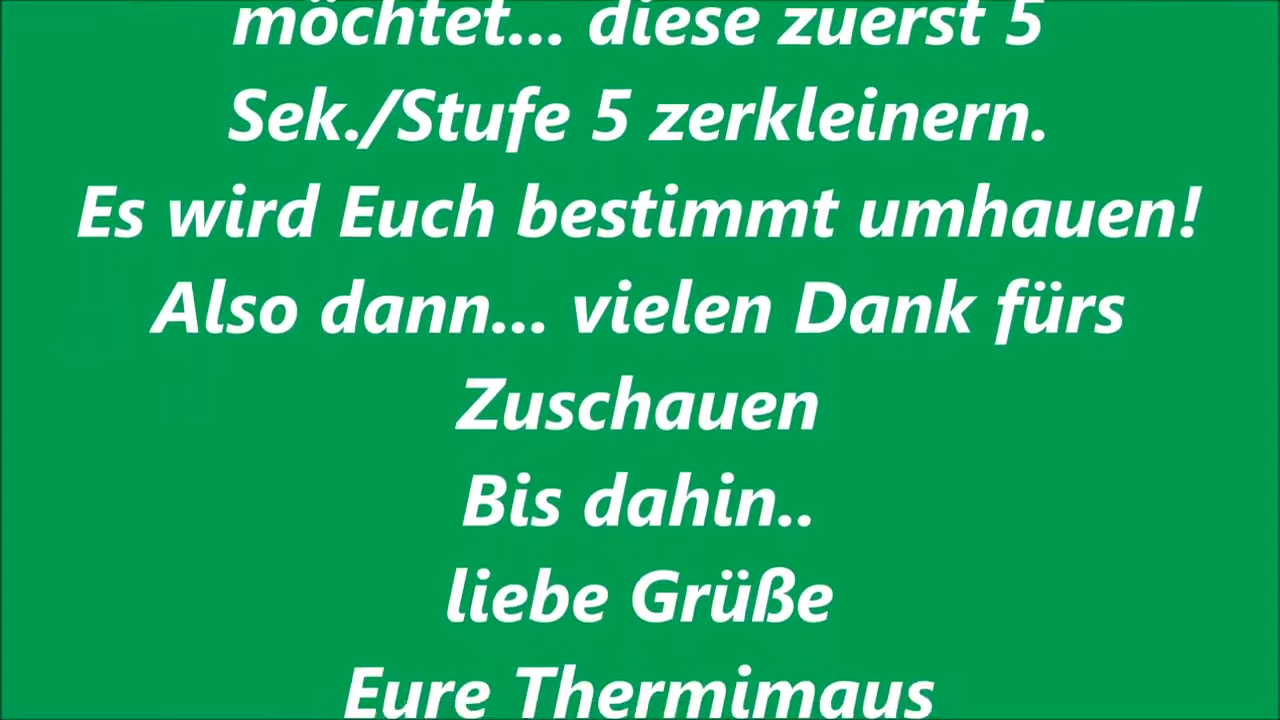 möchtet... diese zuerst 5
Sek./Stufe 5 zerkleinern.
Es wird Euch bestimmt umhauen!
Also dann... vielen Dank fürs
Zuschauen
Bis dahin..
liebe Grüße
Eure Thermimaus